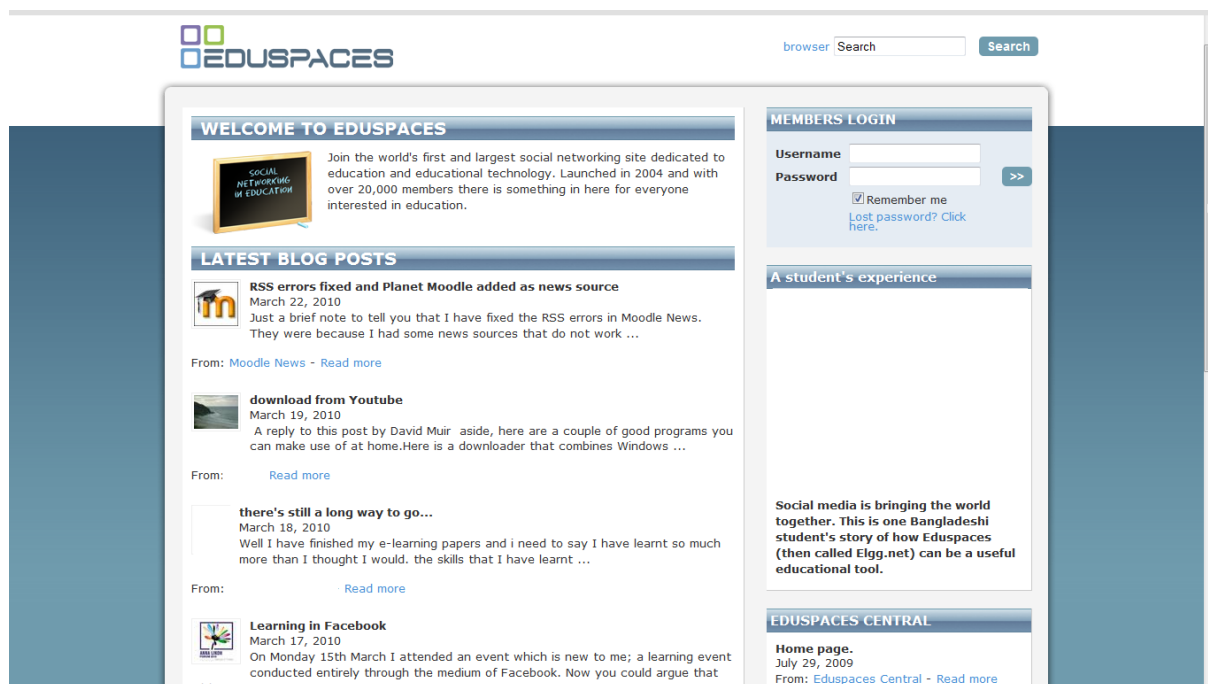 EDUSPACES
browser Search Search
WELCOME TO EDUSPACES
SOCIAL
NETWORKING
IN EDUCATION
Join the world's first and largest social networking site dedicated to
education and educational technology. Launched in 2004 and with
over 20,000 members there is something in here for everyone
interested in education.
LATEST BLOG POSTS
m
RSS errors fixed and Planet Moodle added as news source
March 22, 2010
Just a brief note to tell you that I have fixed the RSS errors in Moodle News.
They were because I had some news sources that do not work ...
From: Moodle News - Read more
download from Youtube
March 19, 2010
A reply to this post by David Muir  aside, here are a couple of good programs you
can make use of at home.Here is a downloader that combines Windows ...
From: Read more
there's still a long way to go...
March 18, 2010
Well I have finished my e-learning papers and i need to say I have learnt so much
more than I thought I would. the skills that I have learnt ...
From: Read more
Learning in Facebook
March 17, 2010
On Monday 15th March I attended an event which is new to me; a learning event
conducted entirely through the medium of Facebook. Now you could argue that
MEMBERS LOGIN
Username
Password >>
Remember me
Lost password? Click
here.
A student's experience
Social media is bringing the world
together. This is one Bangladeshi
student's story of how Eduspaces
(then called Elgg.net) can be a useful
educational tool.
EDUSPACES CENTRAL
Home page.
July 29, 2009
From: Eduspaces Central - Read more